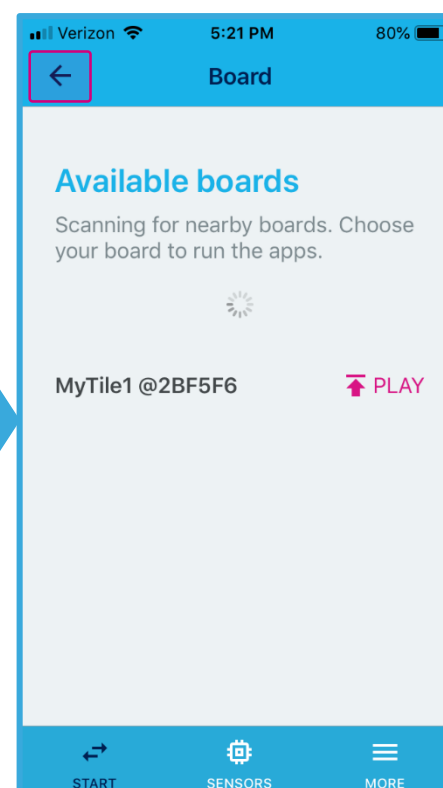 Verizon 5:21 PM 80%
Board
Available boards
Scanning for nearby boards. Choose
your board to run the apps.
MyTile1 @2BF5F6 PLAY
START SENSORS MORE